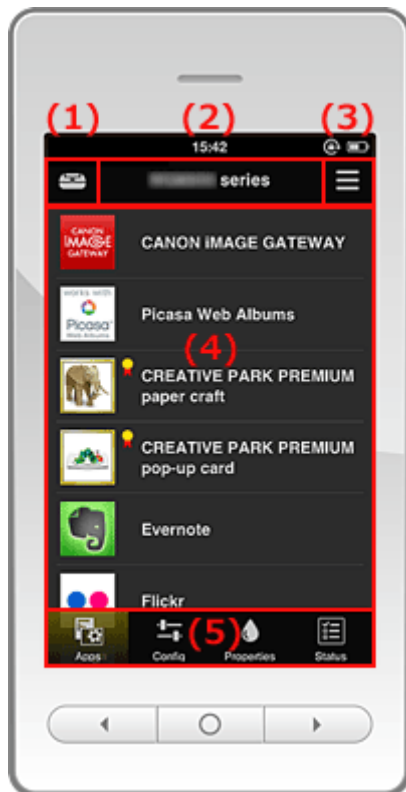 (1) (2) (3)
15:42
series
CANON iMAGE GATEWAY
CANON iMAGE GATEWAY
works with
Picasa
Web Albums
Picasa Web Albums
(4)
CREATIVE PARK PREMIUM
paper craft
CREATIVE PARK PREMIUM
pop-up card
Evernote
Flickr
(5)
Apps Config Properties Status